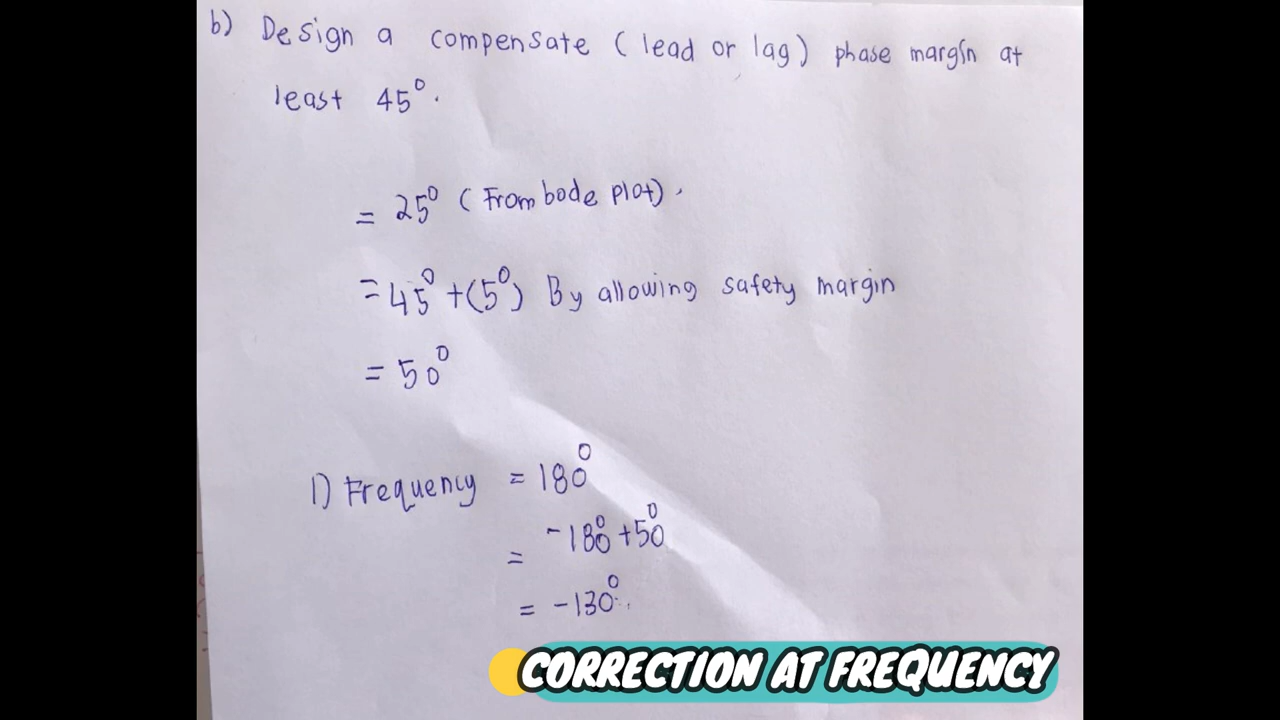 b) Design a compensate (lead or lag) phase margin at
least 45°.
= 25° (From bode plot).
= 45° + (5°) By allowing safety margin
= 50°
1) Frequency = 180°
= -180° + 50°
= -130°.
CORRECTION AT FREQUENCY